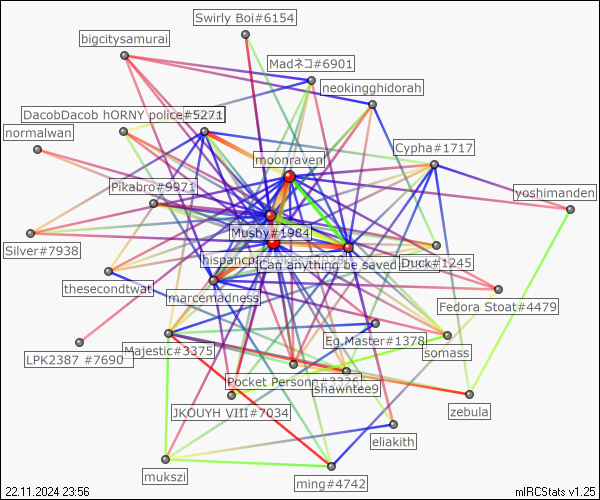 Swirly Boi#6154
bigcitysamurai
Madネコ#6901
neokingghidorah
DacobDacob hORNY police#5271
normalwan
Cypha#1717
moonraven
Pikabro#9971
yoshimanden
Mushy#1984
Silver#7938
hispancp
Can anything be saved
Duck#1245
thesecondtwat
marcemadness
Fedora Stoat#4479
Eg.Master#1378
somass
Majestic#3375
LPK2387 #7690
Pocket Persona#3326
shawntee9
JKOUYH VIII#7034
zebula
eliakith
mukszi
ming#4742
22.11.2024 23:56
mIRCStats v1.25